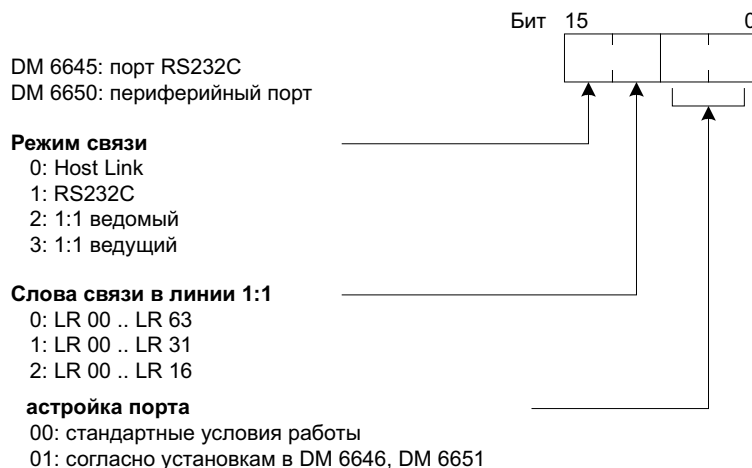 Бит 15 0
DM 6645: порт RS232C
DM 6650: периферийный порт
Режим связи
0: Host Link
1: RS232C
2: 1:1 ведомый
3: 1:1 ведущий
Слова связи в линии 1:1
0: LR 00 .. LR 63
1: LR 00 .. LR 31
2: LR 00 .. LR 16
астройка порта
00: стандартные условия работы
01: согласно установкам в DM 6646, DM 6651